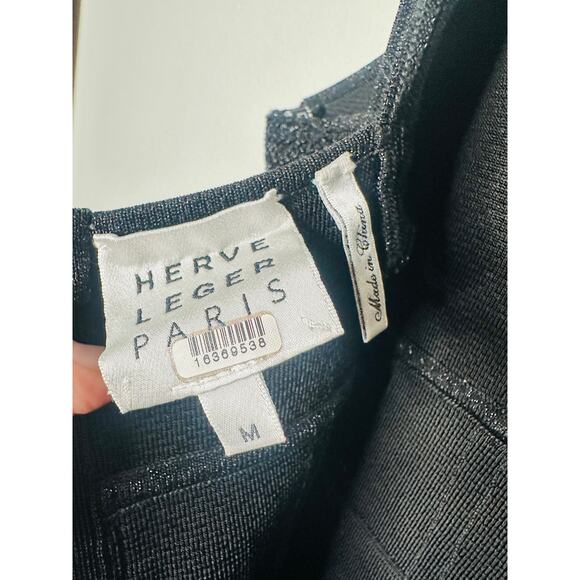 HERVE
LEGER
PARIS
16369538
M
Made in China